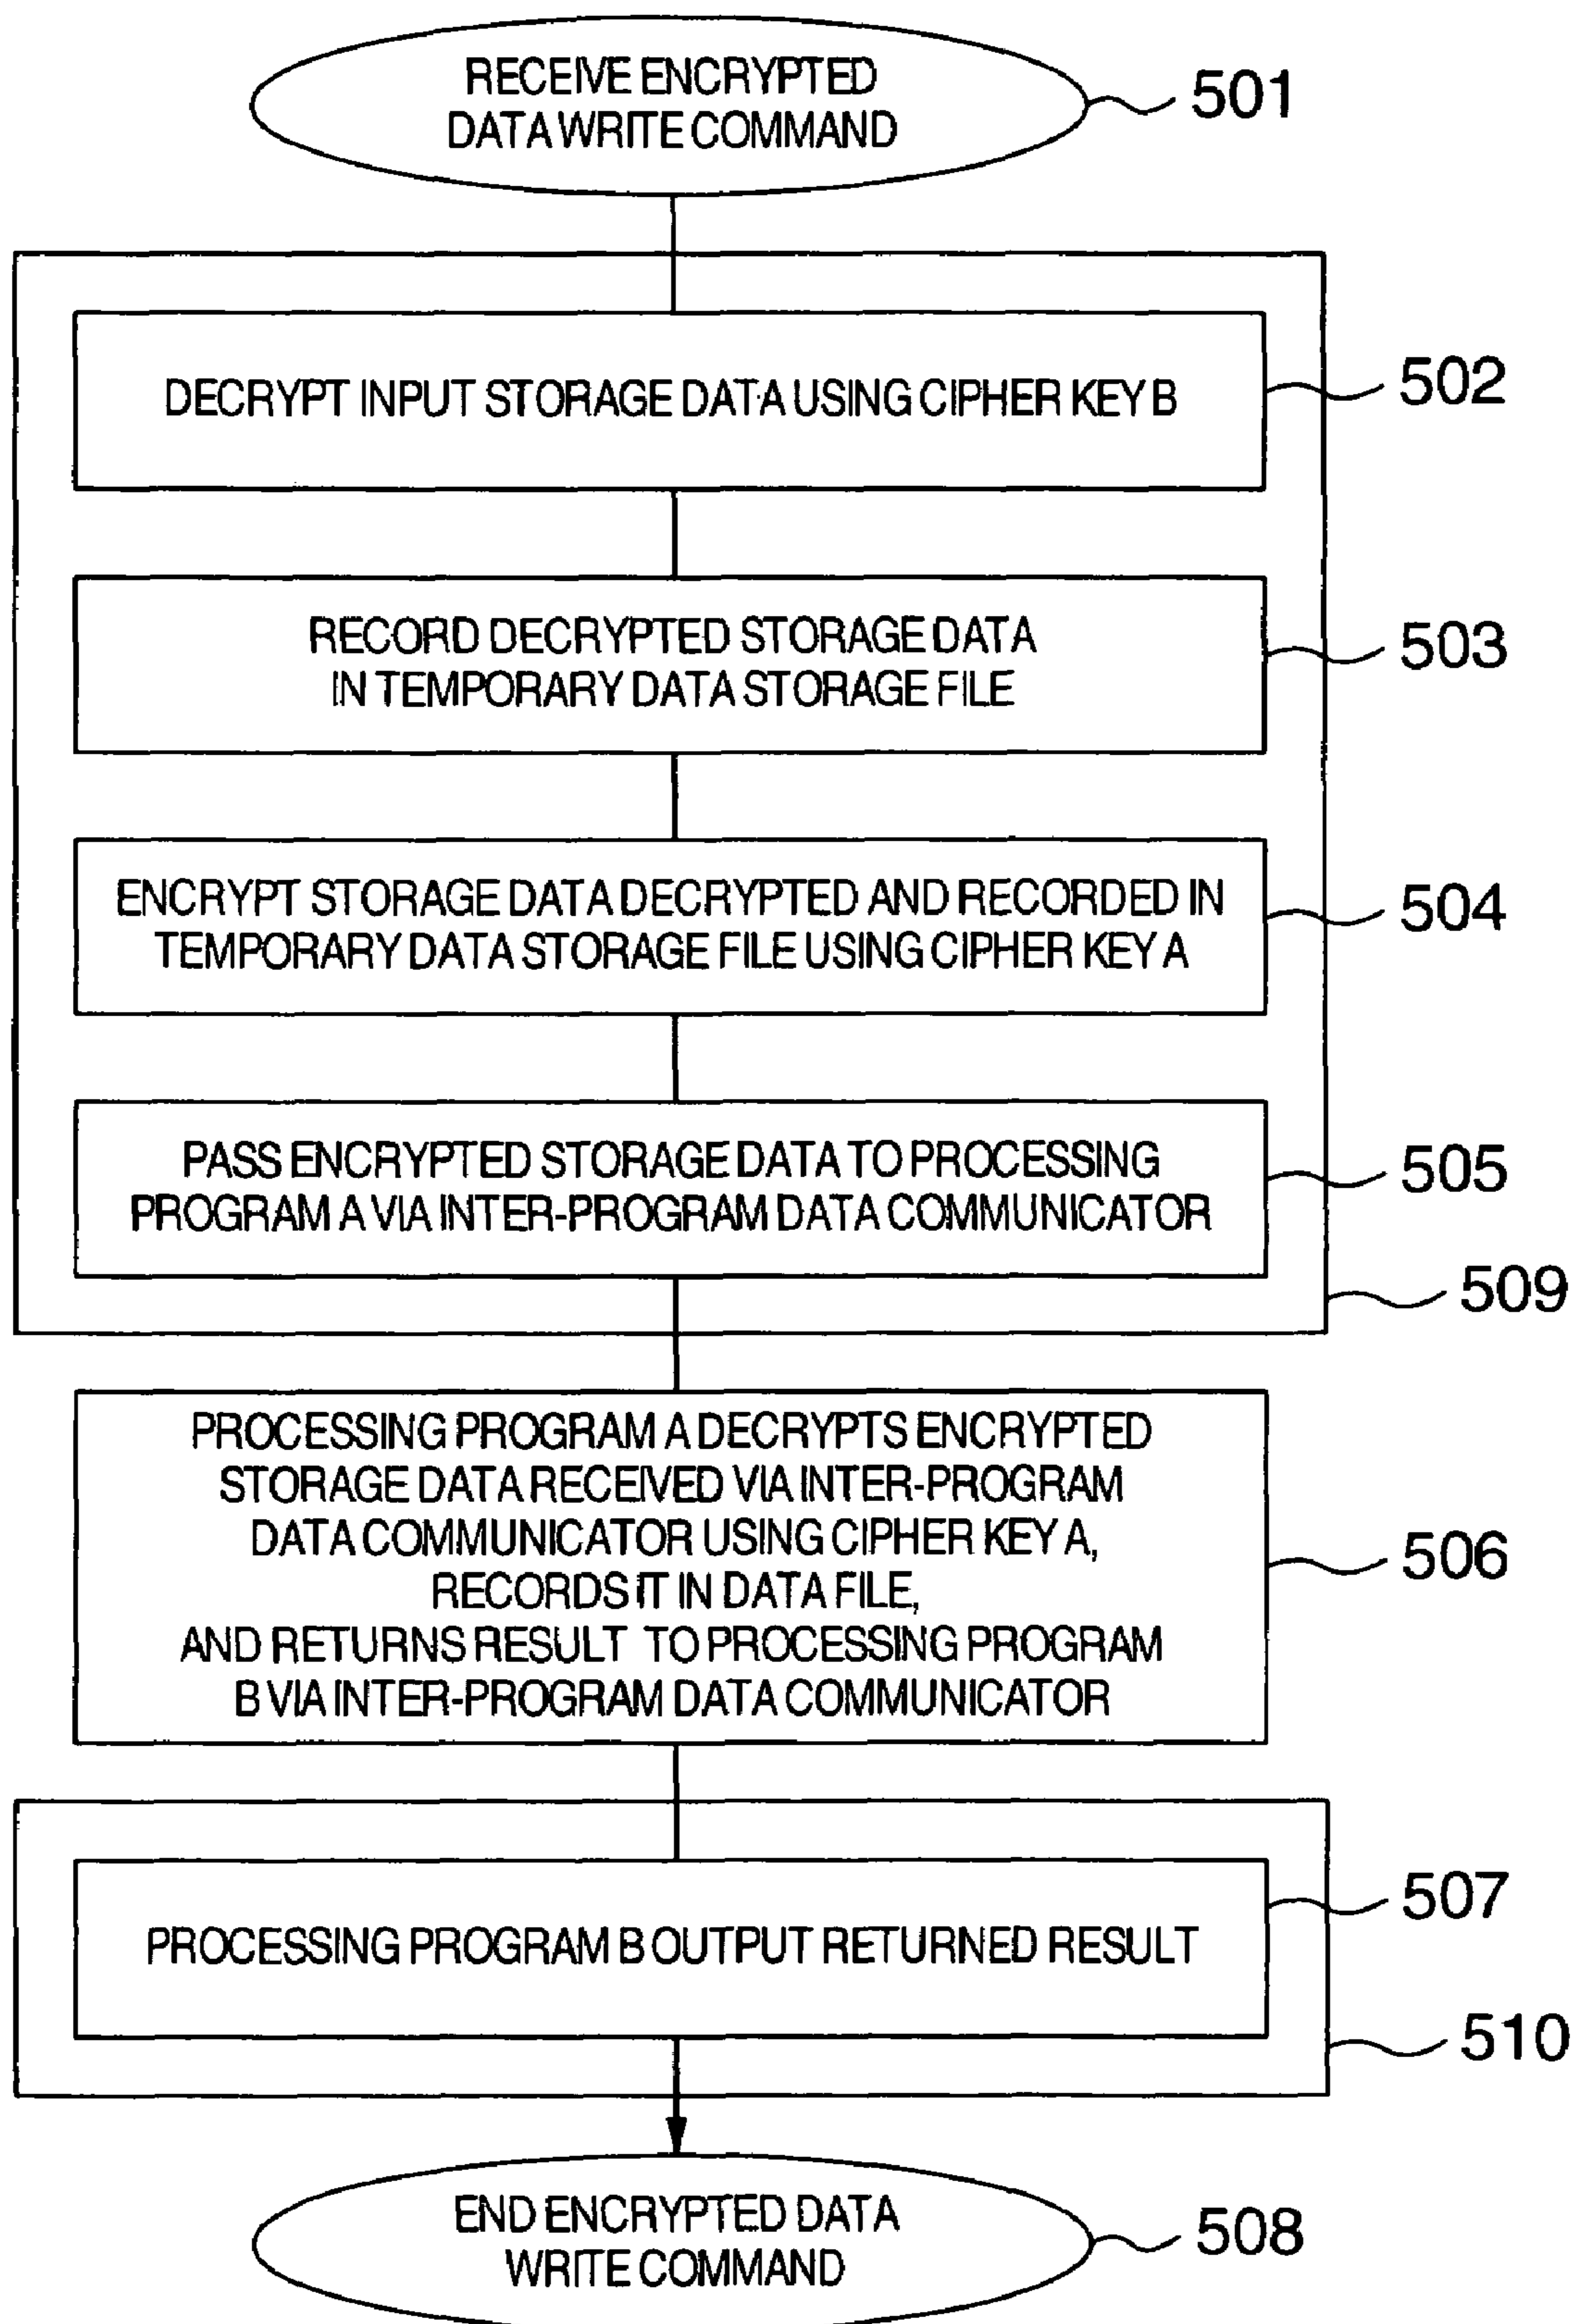 RECEIVE ENCRYPTED
DATA WRITE COMMAND
501
DECRYPT INPUT STORAGE DATA USING CIPHER KEY B
502
RECORD DECRYPTED STORAGE DATA
IN TEMPORARY DATA STORAGE FILE
503
ENCRYPT STORAGE DATA DECRYPTED AND RECORDED IN
TEMPORARY DATA STORAGE FILE USING CIPHER KEY A
504
PASS ENCRYPTED STORAGE DATA TO PROCESSING
PROGRAM A VIA INTER-PROGRAM DATA COMMUNICATOR
505
509
PROCESSING PROGRAM A DECRYPTS ENCRYPTED
STORAGE DATA RECEIVED VIA INTER-PROGRAM
DATA COMMUNICATOR USING CIPHER KEY A,
RECORDS IT IN DATA FILE,
AND RETURNS RESULT TO PROCESSING PROGRAM
B VIA INTER-PROGRAM DATA COMMUNICATOR
506
PROCESSING PROGRAM B OUTPUT RETURNED RESULT
507
510
END ENCRYPTED DATA
WRITE COMMAND
508